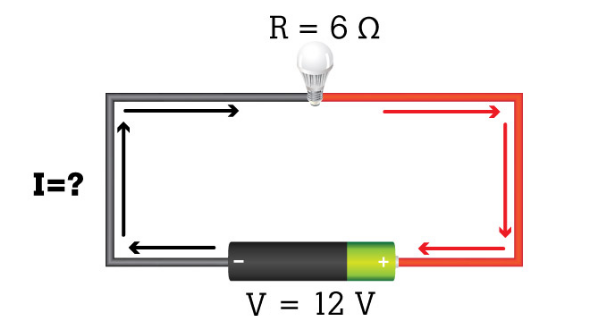 R = 6 Ω
I=?
− +
V = 12 V